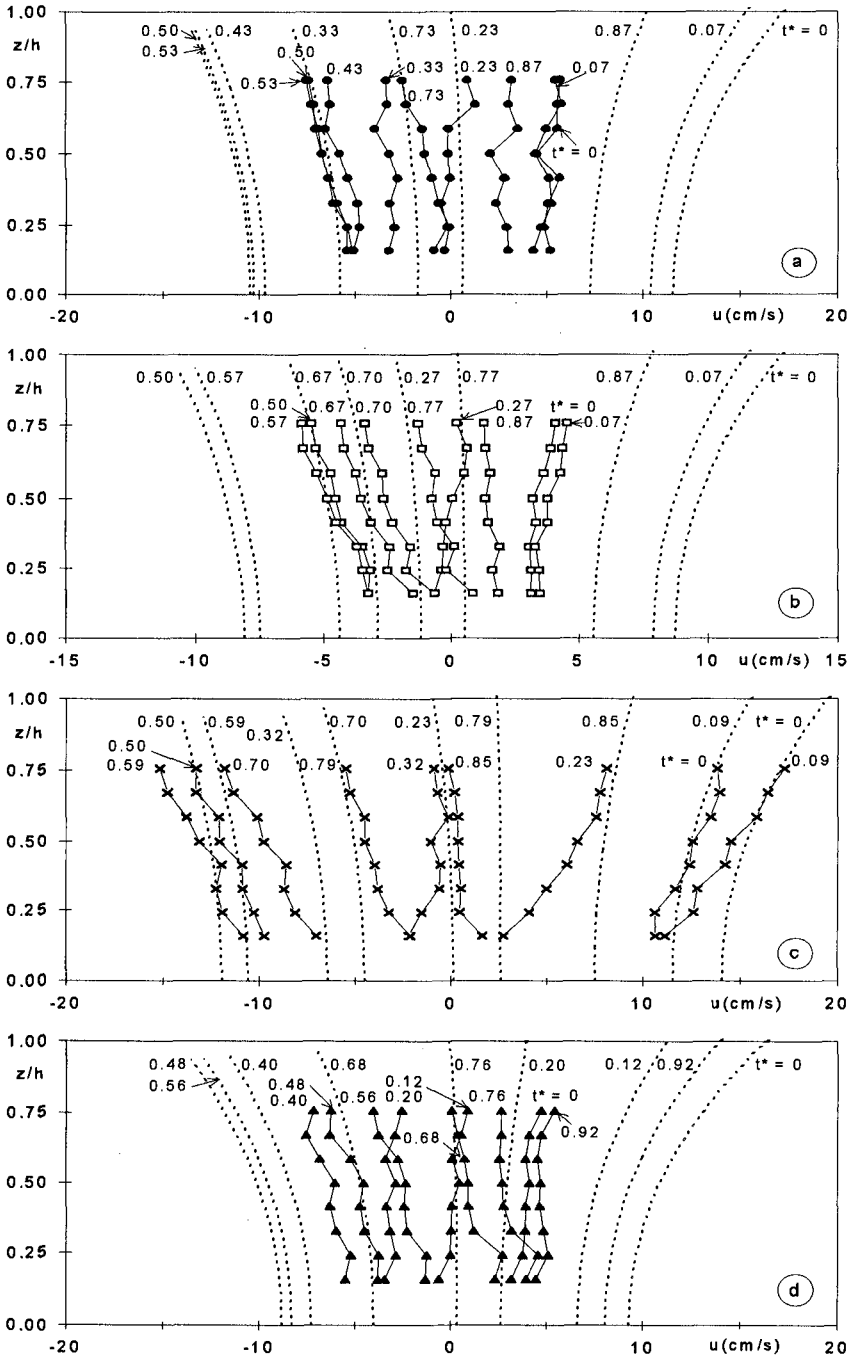 1.00
0.50 0.43 0.33 0.73 0.23 0.87 0.07 t* = 0
z/h
0.53
0.50
0.75
0.53 0.43 0.33 0.23 0.87 0.07
0.73
0.50
t* = 0
0.25
a
0.00
-20 -10 0 10 u(cm/s) 20
1.00
z/h
0.50 0.57 0.67 0.70 0.27 0.77 0.87 0.07 t* = 0
0.75
0.50 0.67 0.70 0.77 0.27 t* = 0
0.57 0.87 0.07
0.50
0.25
b
0.00
-15 -10 -5 0 5 u(cm/s) 10 15
1.00
z/h
0.50 0.59 0.32 0.70 0.23 0.79 0.85 0.09 t* = 0
0.75
0.50
0.59 0.70 0.79 0.32 0.85 0.23 t* = 0 0.09
0.50
0.25
c
0.00
-20 -10 0 10 u(cm/s) 20
1.00
z/h
0.48 0.40 0.68 0.76 0.20 0.12 0.92 t* = 0
0.56
0.75
0.48 0.56 0.12 0.76 t* = 0
0.40 0.20
0.92
0.68
0.50
0.25
d
0.00
-20 -10 0 10 u(cm/s) 20